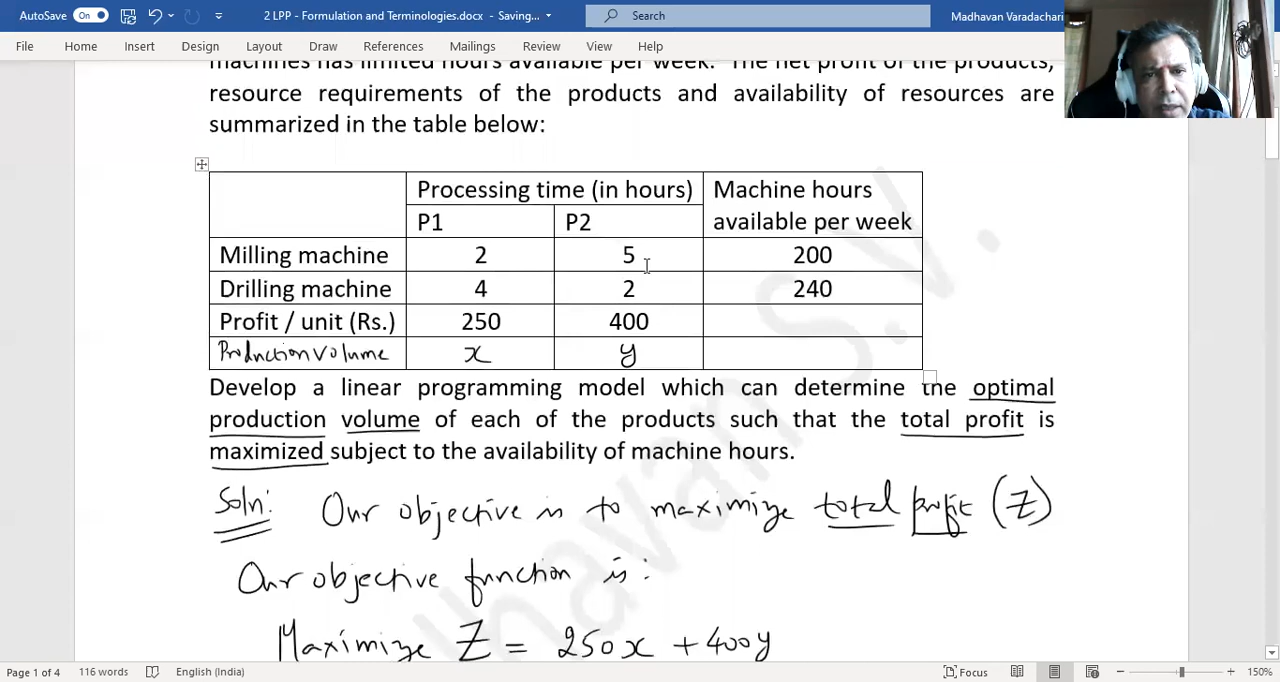 AutoSave On 2 LPP - Formulation and Terminologies.docx - Saving... Search Madhavan Varadachari
File Home Insert Design Layout Draw References Mailings Review View Help
machines has limited hours available per week. The net profit of the products,
resource requirements of the products and availability of resources are
summarized in the table below:
Processing time (in hours) Machine hours
P1 P2 available per week
Milling machine 2 5 200
Drilling machine 4 2 240
Profit / unit (Rs.) 250 400
Production volume x y
Develop a linear programming model which can determine the optimal
production volume of each of the products such that the total profit is
maximized subject to the availability of machine hours.
Soln: Our objective is to maximize total profit (Z)
Our objective function is:
Maximize Z = 250x + 400y
Page 1 of 4 116 words English (India) Focus 150%
dhavan S.V.